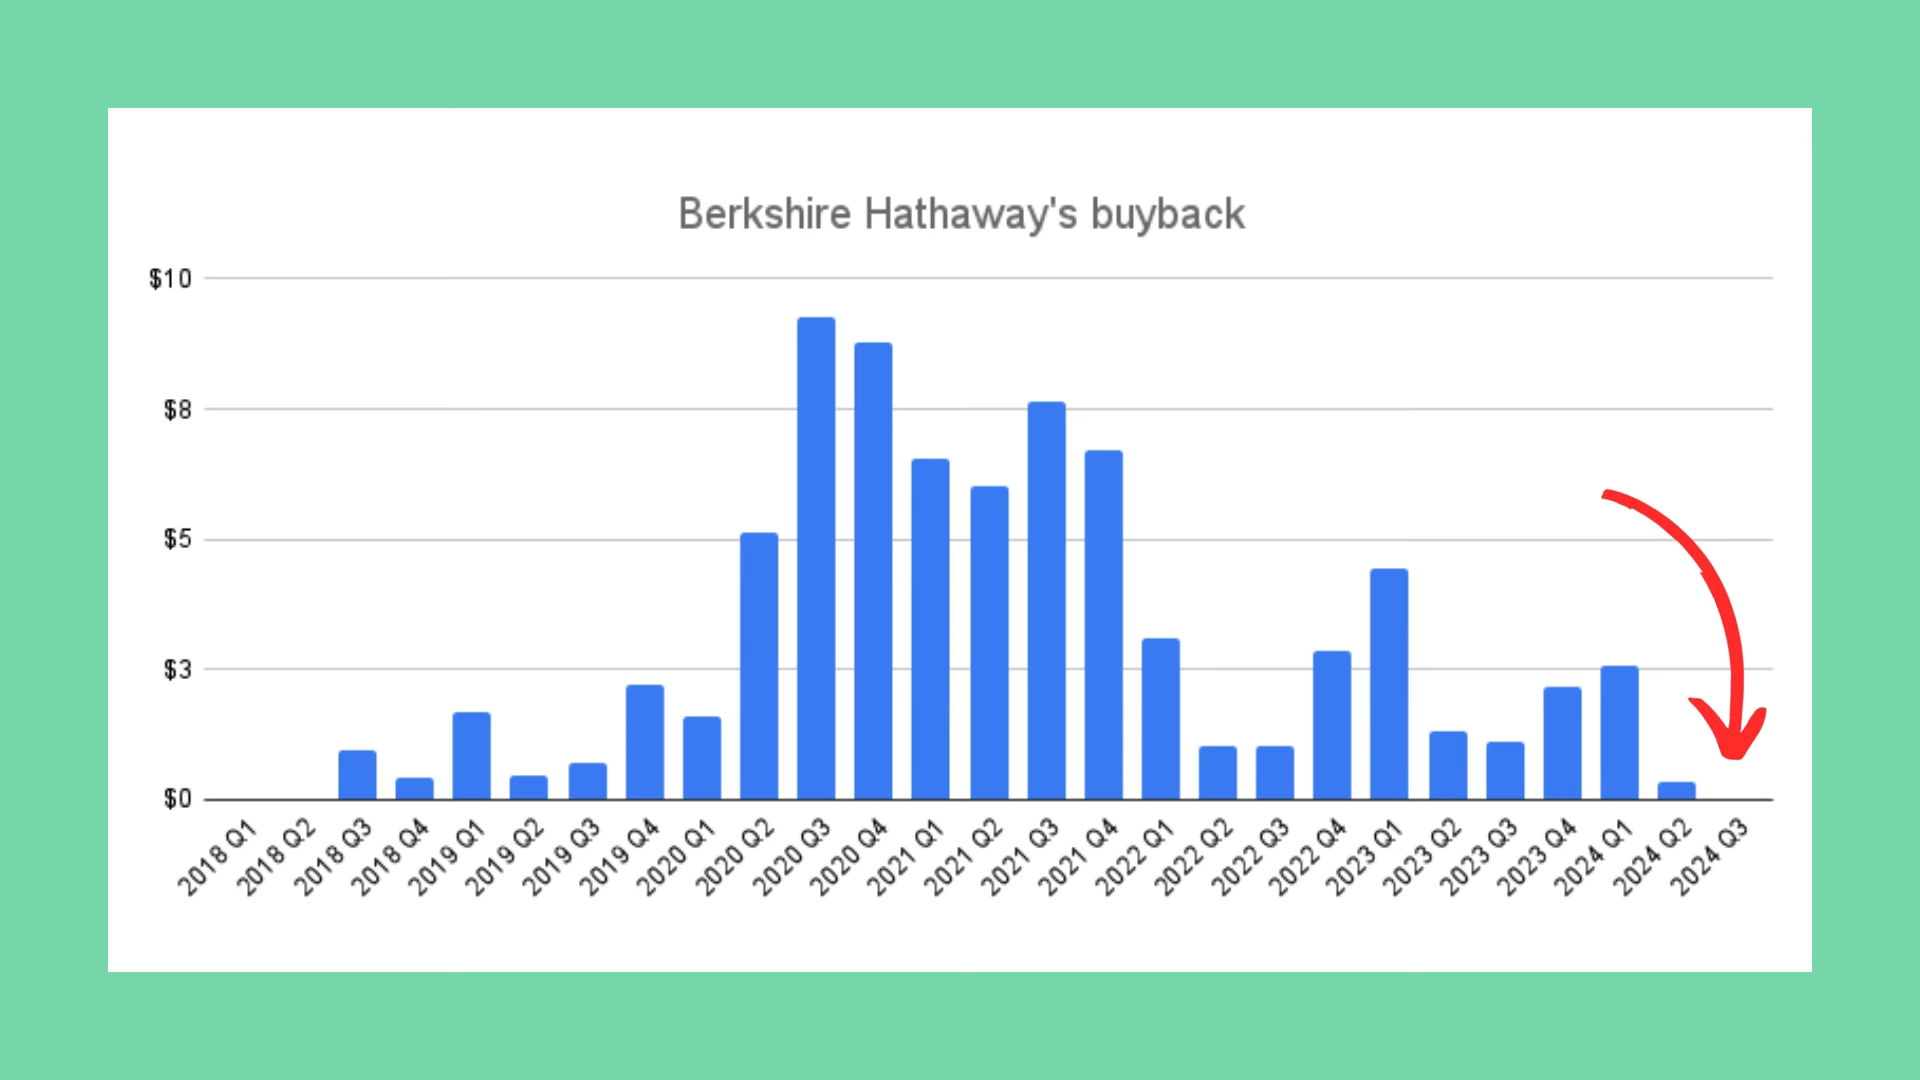 Berkshire Hathaway's buyback
$10
$8
$5
$3
$0
2018 Q1
2018 Q2
2018 Q3
2018 Q4
2019 Q1
2019 Q2
2019 Q3
2019 Q4
2020 Q1
2020 Q2
2020 Q3
2020 Q4
2021 Q1
2021 Q2
2021 Q3
2021 Q4
2022 Q1
2022 Q2
2022 Q3
2022 Q4
2023 Q1
2023 Q2
2023 Q3
2023 Q4
2024 Q1
2024 Q2
2024 Q3